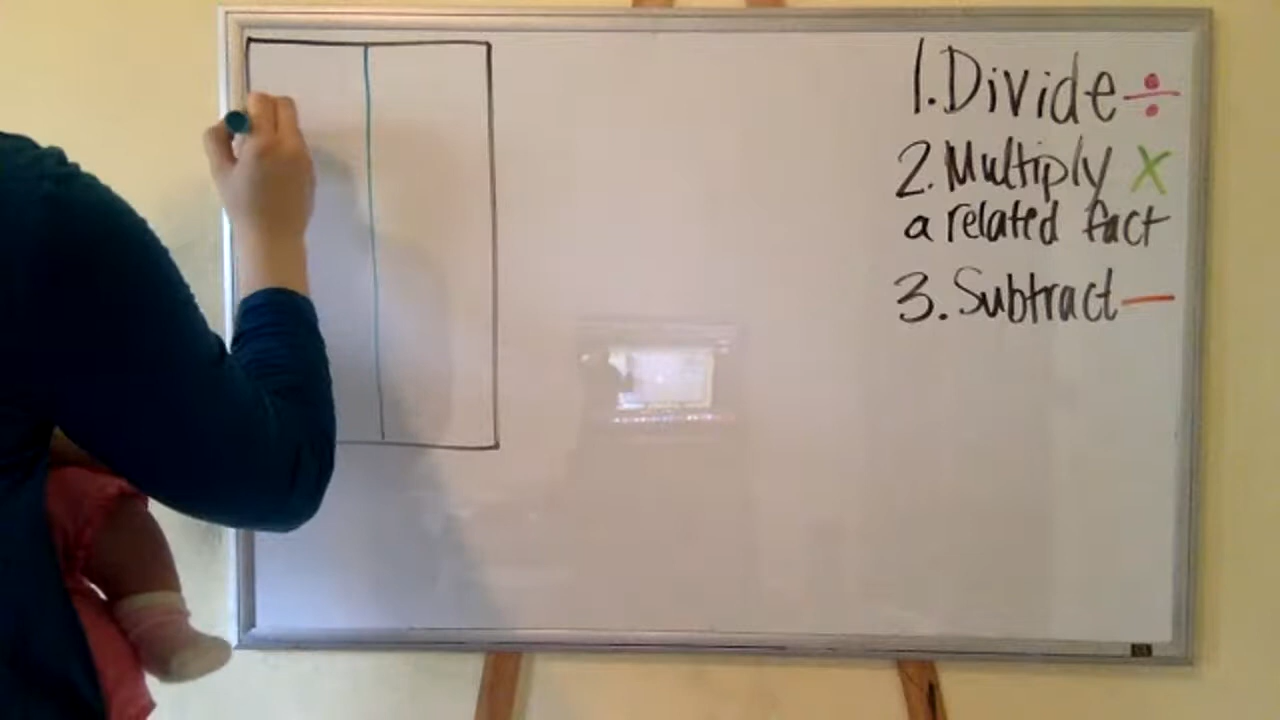 1. Divide ÷
2. Multiply X
a related fact
3. Subtract —